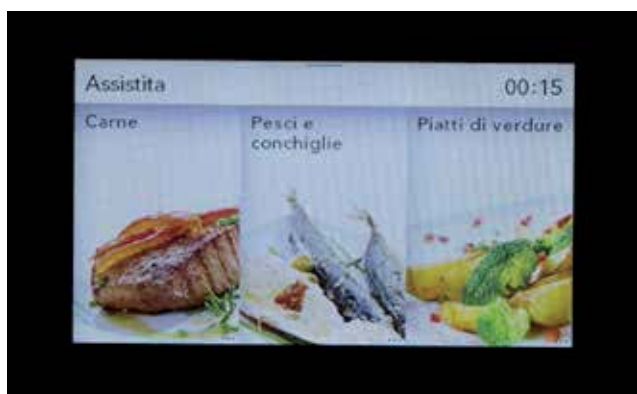 Assistita
00:15
Carne
Pesci e
conchiglie
Piatti di verdure